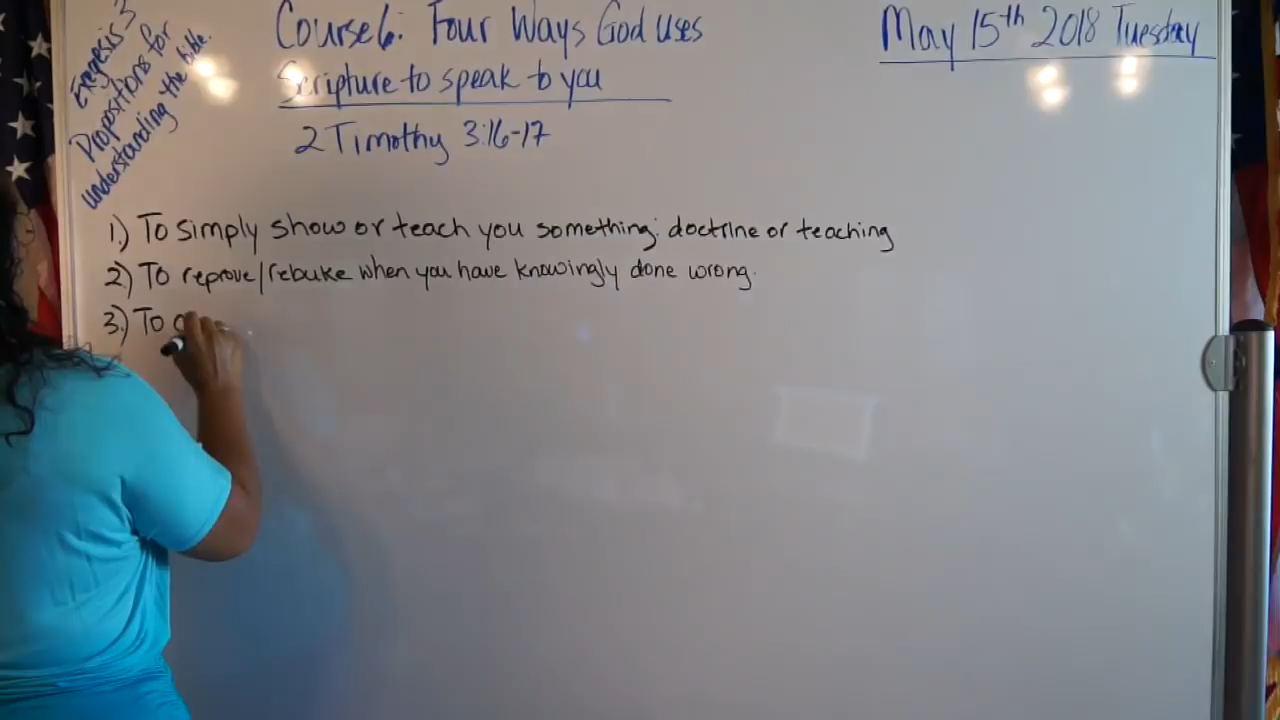 Exegesis 3
Propositions for
understanding the bible.
Course 6: Four Ways God uses
Scripture to speak to you
2 Timothy 3:16-17
May 15th 2018 Tuesday
1.) To simply show or teach you something: doctrine or teaching
2.) To reprove/rebuke when you have knowingly done wrong.
3.) To